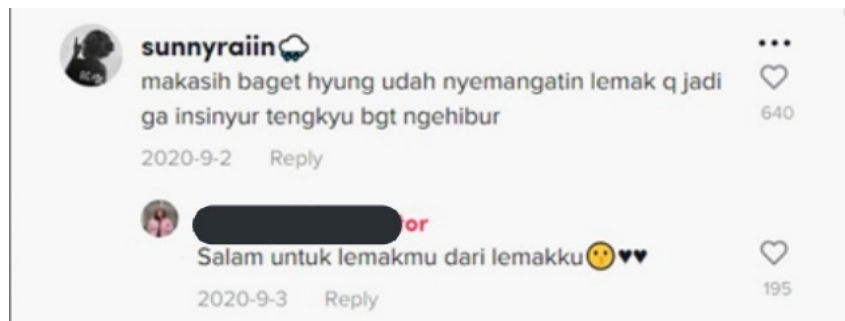 sunnyraiin🌧
makasih baget hyung udah nyemangatin lemak q jadi
ga insinyur tengkyu bgt ngehibur
640
2020-9-2 Reply
tor
Salam untuk lemakmu dari lemakku😗♥♥
2020-9-3 Reply
195